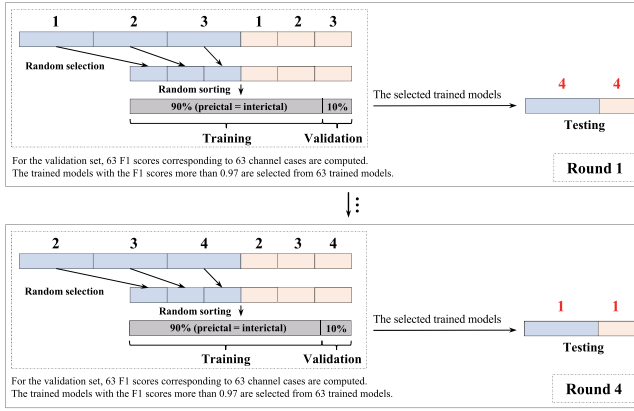 1 2 3 1 2 3
Random selection
Random sorting
90% (preictal = interictal) 10%
Training Validation
For the validation set, 63 F1 scores corresponding to 63 channel cases are computed.
The trained models with the F1 scores more than 0.97 are selected from 63 trained models.
The selected trained models
4 4
Testing
Round 1
2 3 4 2 3 4
Random selection
Random sorting
90% (preictal = interictal) 10%
Training Validation
For the validation set, 63 F1 scores corresponding to 63 channel cases are computed.
The trained models with the F1 scores more than 0.97 are selected from 63 trained models.
The selected trained models
1 1
Testing
Round 4